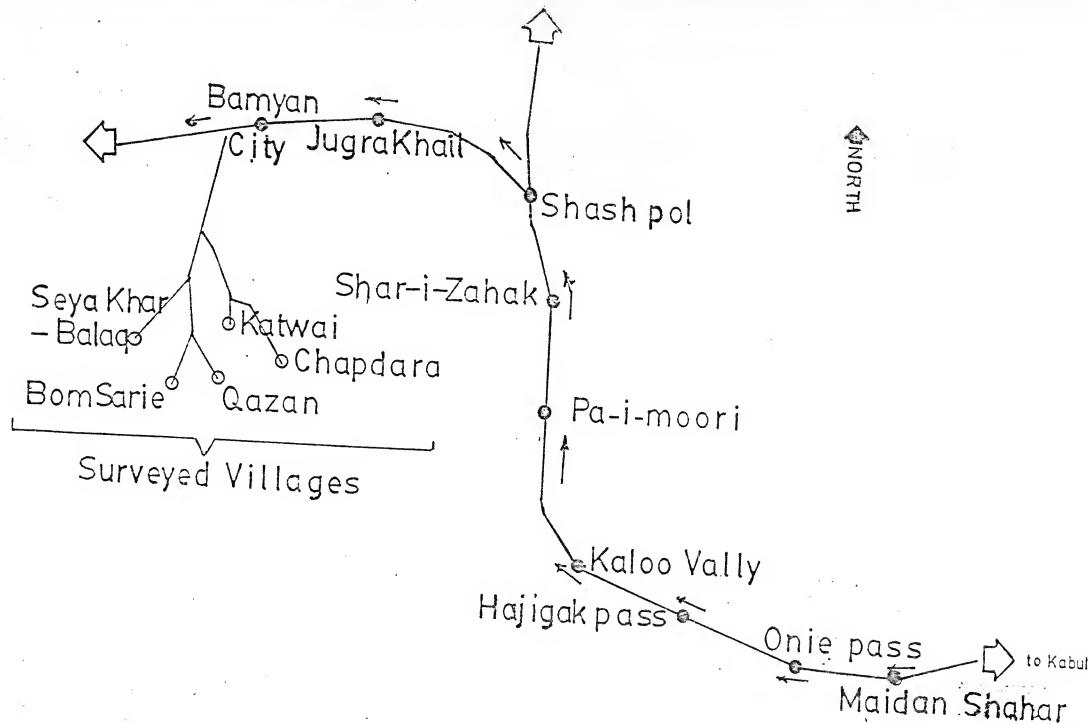 Bamyan
City
JugraKhail
NORTH
Shash pol
Shar-i-Zahak
Seya Khar
- Balaq
Katwai
Chapdara
BomSarie
Qazan
Pa-i-moori
Surveyed Villages
Kaloo Vally
Hajigak pass
Onie pass
to Kabul
Maidan Shahar